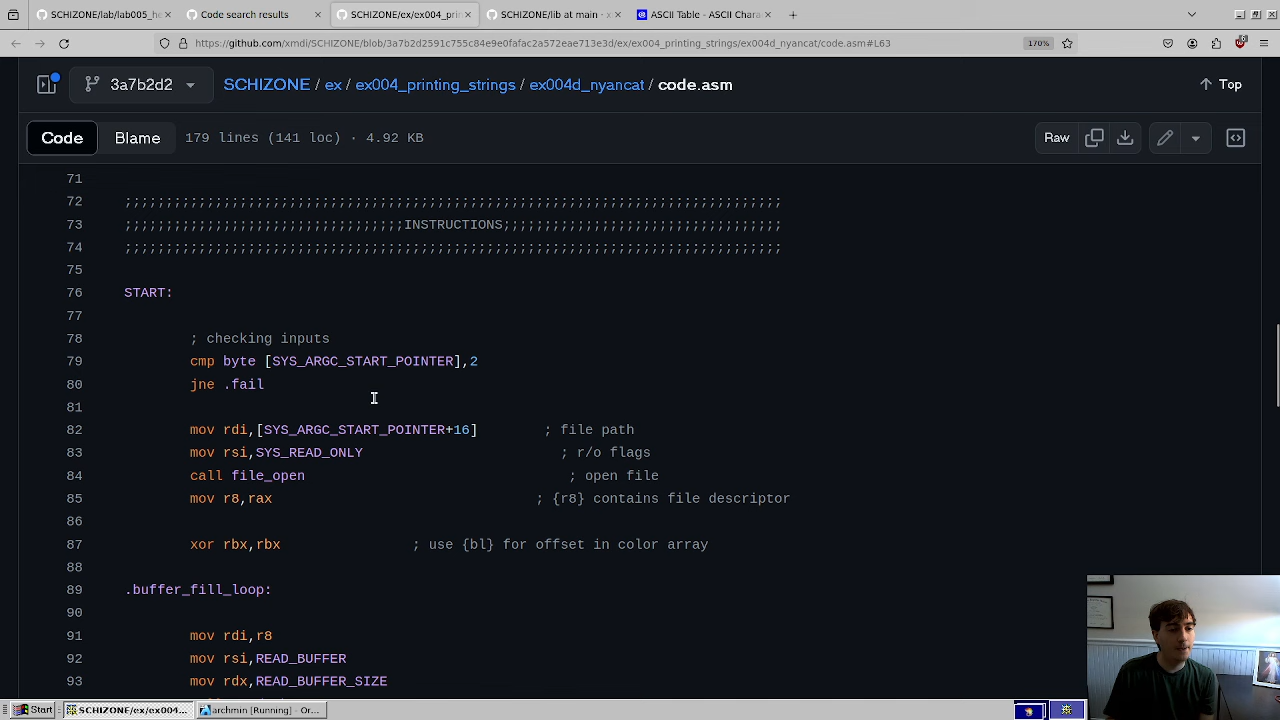 SCHIZONE/lab/lab005_he
Code search results
SCHIZONE/ex/ex004_prin
SCHIZONE/lib at main · x
ASCII Table - ASCII Chara
https://github.com/xmdi/SCHIZONE/blob/3a7b2d2591c755c84e9e0fafac2a572eae713e3d/ex/ex004_printing_strings/ex004d_nyancat/code.asm#L63
170%
3a7b2d2
SCHIZONE / ex / ex004_printing_strings / ex004d_nyancat / code.asm
Top
Code
Blame
179 lines (141 loc) · 4.92 KB
Raw
71
72 ;;;;;;;;;;;;;;;;;;;;;;;;;;;;;;;;;;;;;;;;;;;;;;;;;;;;;;;;;;;;;;;;;;;;;;;;;;;;;;;;
73 ;;;;;;;;;;;;;;;;;;;;;;;;;;;;;;;;;;INSTRUCTIONS;;;;;;;;;;;;;;;;;;;;;;;;;;;;;;;;;;
74 ;;;;;;;;;;;;;;;;;;;;;;;;;;;;;;;;;;;;;;;;;;;;;;;;;;;;;;;;;;;;;;;;;;;;;;;;;;;;;;;;
75
76 START:
77
78 ; checking inputs
79 cmp byte [SYS_ARGC_START_POINTER],2
80 jne .fail
81
82 mov rdi,[SYS_ARGC_START_POINTER+16] ; file path
83 mov rsi,SYS_READ_ONLY ; r/o flags
84 call file_open ; open file
85 mov r8,rax ; {r8} contains file descriptor
86
87 xor rbx,rbx ; use {bl} for offset in color array
88
89 .buffer_fill_loop:
90
91 mov rdi,r8
92 mov rsi,READ_BUFFER
93 mov rdx,READ_BUFFER_SIZE
Start
SCHIZONE/ex/ex004...
archmin [Running] - Or...